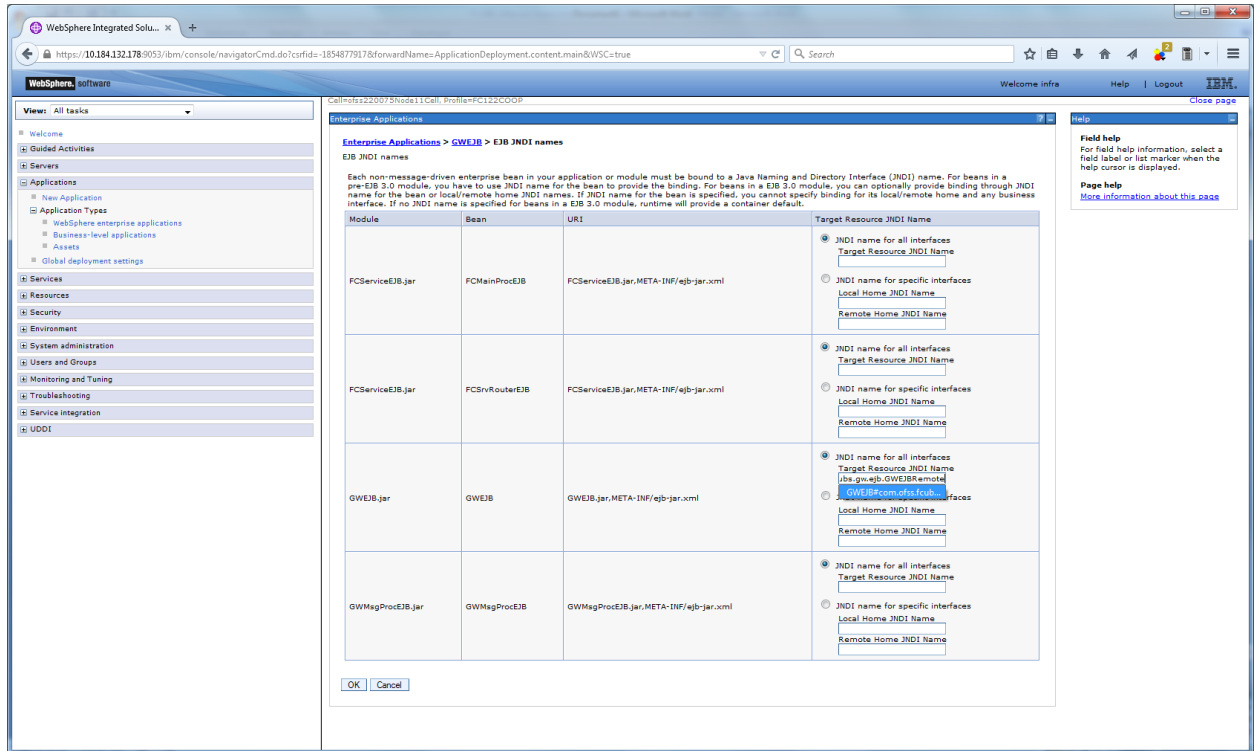 WebSphere Integrated Solu... × +
https://10.184.132.178:9053/ibm/console/navigatorCmd.do?csrfid=-1854877917&forwardName=ApplicationDeployment.content.main&WSC=true
Search
2
WebSphere. software
Welcome infra
Help | Logout
IBM.
View: All tasks
Welcome
Guided Activities
Servers
Applications
New Application
Application Types
WebSphere enterprise applications
Business-level applications
Assets
Global deployment settings
Services
Resources
Security
Environment
System administration
Users and Groups
Monitoring and Tuning
Troubleshooting
Service integration
UDDI
Cell=ofss220075Node11Cell, Profile=FC122COOP
Close page
Enterprise Applications
Enterprise Applications > GWEJB > EJB JNDI names
EJB JNDI names
Each non-message-driven enterprise bean in your application or module must be bound to a Java Naming and Directory Interface (JNDI) name. For beans in a
pre-EJB 3.0 module, you have to use JNDI name for the bean to provide the binding. For beans in a EJB 3.0 module, you can optionally provide binding through JNDI
name for the bean or local/remote home JNDI names. If JNDI name for the bean is specified, you cannot specify binding for its local/remote home and any business
interface. If no JNDI name is specified for beans in a EJB 3.0 module, runtime will provide a container default.
Module Bean URI Target Resource JNDI Name
FCServiceEJB.jar FCMainProcEJB FCServiceEJB.jar,META-INF/ejb-jar.xml
JNDI name for all interfaces
Target Resource JNDI Name
JNDI name for specific interfaces
Local Home JNDI Name
Remote Home JNDI Name
FCServiceEJB.jar FCSrvRouterEJB FCServiceEJB.jar,META-INF/ejb-jar.xml
JNDI name for all interfaces
Target Resource JNDI Name
JNDI name for specific interfaces
Local Home JNDI Name
Remote Home JNDI Name
GWEJB.jar GWEJB GWEJB.jar,META-INF/ejb-jar.xml
JNDI name for all interfaces
Target Resource JNDI Name
ubs.gw.ejb.GWEJBRemote
GWEJB#com.ofss.fcub...
Local Home JNDI Name
Remote Home JNDI Name
GWMsgProcEJB.jar GWMsgProcEJB GWMsgProcEJB.jar,META-INF/ejb-jar.xml
JNDI name for all interfaces
Target Resource JNDI Name
JNDI name for specific interfaces
Local Home JNDI Name
Remote Home JNDI Name
OK Cancel
Help
Field help
For field help information, select a
field label or list marker when the
help cursor is displayed.
Page help
More information about this page